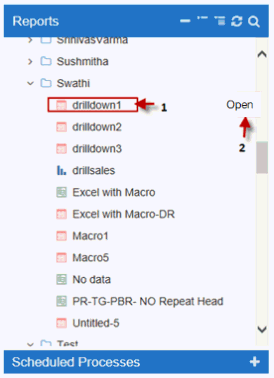 Reports
SrinivasVarma
Sushmitha
Swathi
drilldown1
1
Open
drilldown2
2
drilldown3
drillsales
Excel with Macro
Excel with Macro-DR
Macro1
Macro5
No data
PR-TG-PBR- NO Repeat Head
Untitled-5
Test
Scheduled Processes